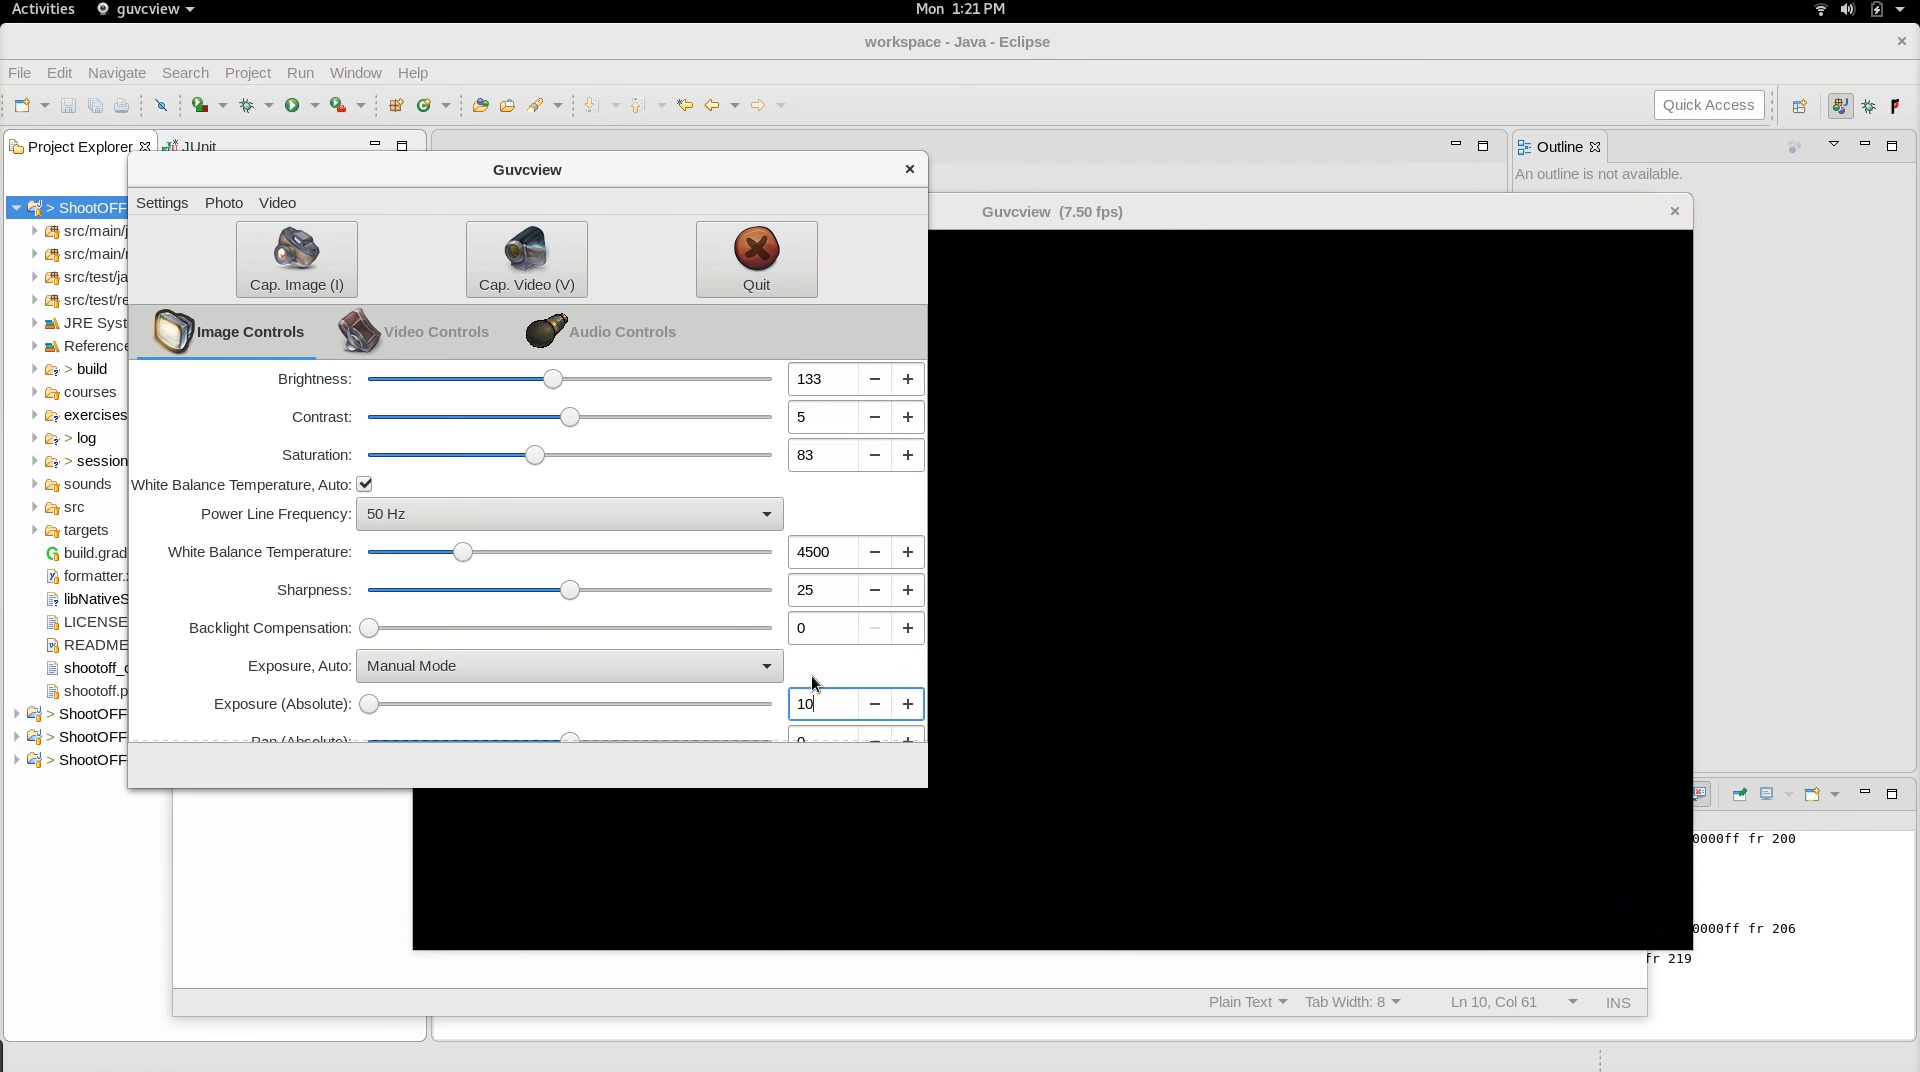 Activities guvcview Mon 1:21 PM
workspace - Java - Eclipse
File Edit Navigate Search Project Run Window Help
Quick Access
Project Explorer JUnit
Outline
An outline is not available.
Guvcview
Settings Photo Video
Guvcview (7.50 fps)
Cap. Image (I) Cap. Video (V) Quit
Image Controls Video Controls Audio Controls
Brightness: 133
Contrast: 5
Saturation: 83
White Balance Temperature, Auto:
Power Line Frequency: 50 Hz
White Balance Temperature: 4500
Sharpness: 25
Backlight Compensation: 0
Exposure, Auto: Manual Mode
Exposure (Absolute): 10
Pan (Absolute): 0
> ShootOFF
src/main/j
src/main/r
src/test/ja
src/test/re
JRE Syst
Reference
> build
courses
exercises
> log
> session
sounds
src
targets
build.grad
formatter.
libNativeS
LICENSE
README
shootoff_c
shootoff.p
> ShootOFF
> ShootOFF
> ShootOFF
0000ff fr 200
0000ff fr 206
fr 219
Plain Text Tab Width: 8 Ln 10, Col 61 INS